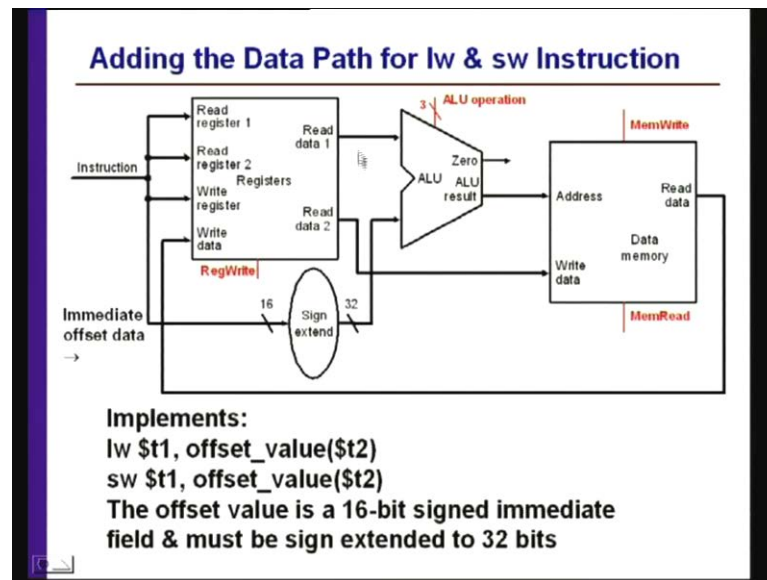 Adding the Data Path for lw & sw Instruction
3
ALU operation
Read
register 1
Read
data 1
MemWrite
Instruction
Read
register 2
Registers
Zero
ALU
ALU
result
Write
register
Address
Read
data
Read
data 2
Write
data
Data
memory
RegWrite
Write
data
Immediate
offset data
→
16
Sign
extend
32
MemRead
Implements:
lw $t1, offset_value($t2)
sw $t1, offset_value($t2)
The offset value is a 16-bit signed immediate
field & must be sign extended to 32 bits